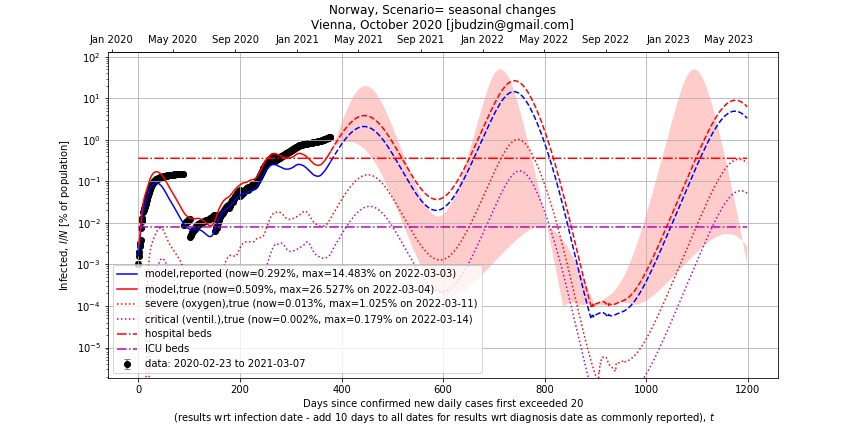 Norway, Scenario= seasonal changes
Vienna, October 2020 [jbudzin@gmail.com]
Jan 2020 May 2020 Sep 2020 Jan 2021 May 2021 Sep 2021 Jan 2022 May 2022 Sep 2022 Jan 2023 May 2023
10²
10¹
10⁰
10⁻¹
10⁻²
10⁻³
10⁻⁴
10⁻⁵
Infected, I/N [% of population]
model,reported (now=0.292%, max=14.483% on 2022-03-03)
model,true (now=0.509%, max=26.527% on 2022-03-04)
severe (oxygen),true (now=0.013%, max=1.025% on 2022-03-11)
critical (ventil.),true (now=0.002%, max=0.179% on 2022-03-14)
hospital beds
ICU beds
data: 2020-02-23 to 2021-03-07
0 200 400 600 800 1000 1200
Days since confirmed new daily cases first exceeded 20
(results wrt infection date - add 10 days to all dates for results wrt diagnosis date as commonly reported), t